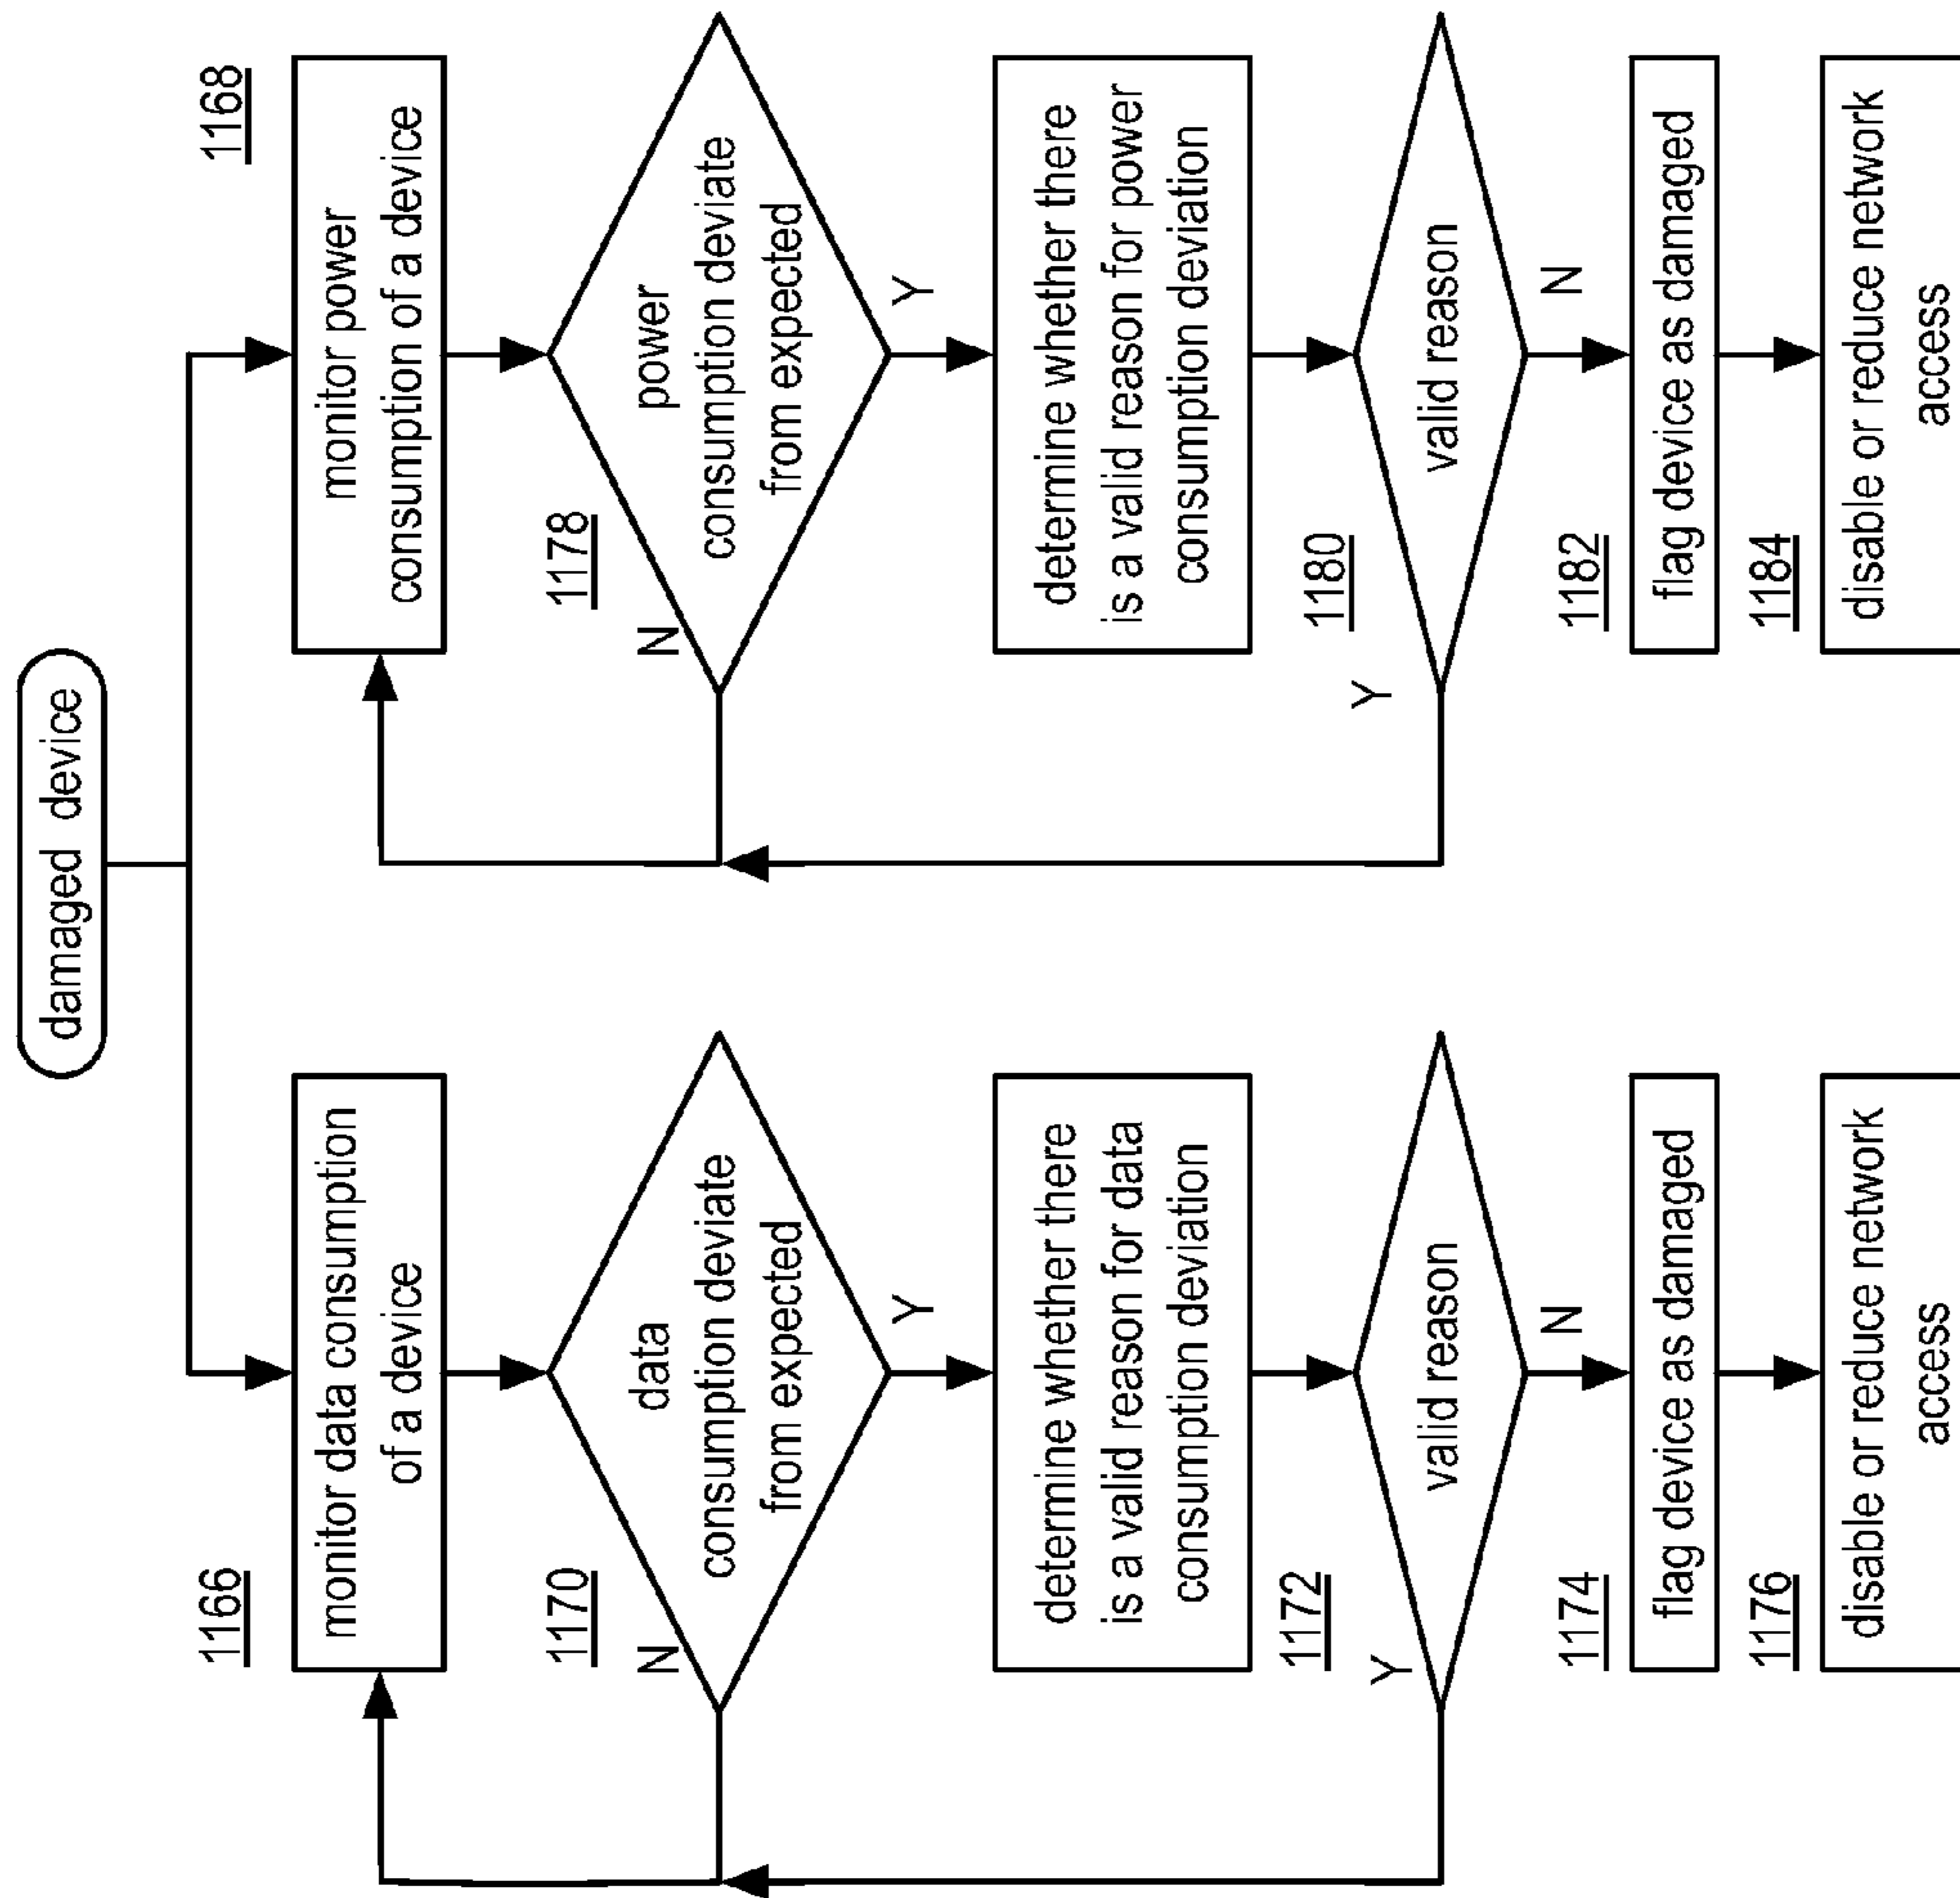 damaged device
1166
monitor data consumption
of a device
1170
data
consumption deviate
from expected
N
Y
determine whether there
is a valid reason for data
consumption deviation
1172
valid reason
Y
N
1174
flag device as damaged
1176
disable or reduce network
access
1168
monitor power
consumption of a device
1178
power
consumption deviate
from expected
N
Y
determine whether there
is a valid reason for power
consumption deviation
1180
valid reason
Y
N
1182
flag device as damaged
1184
disable or reduce network
access